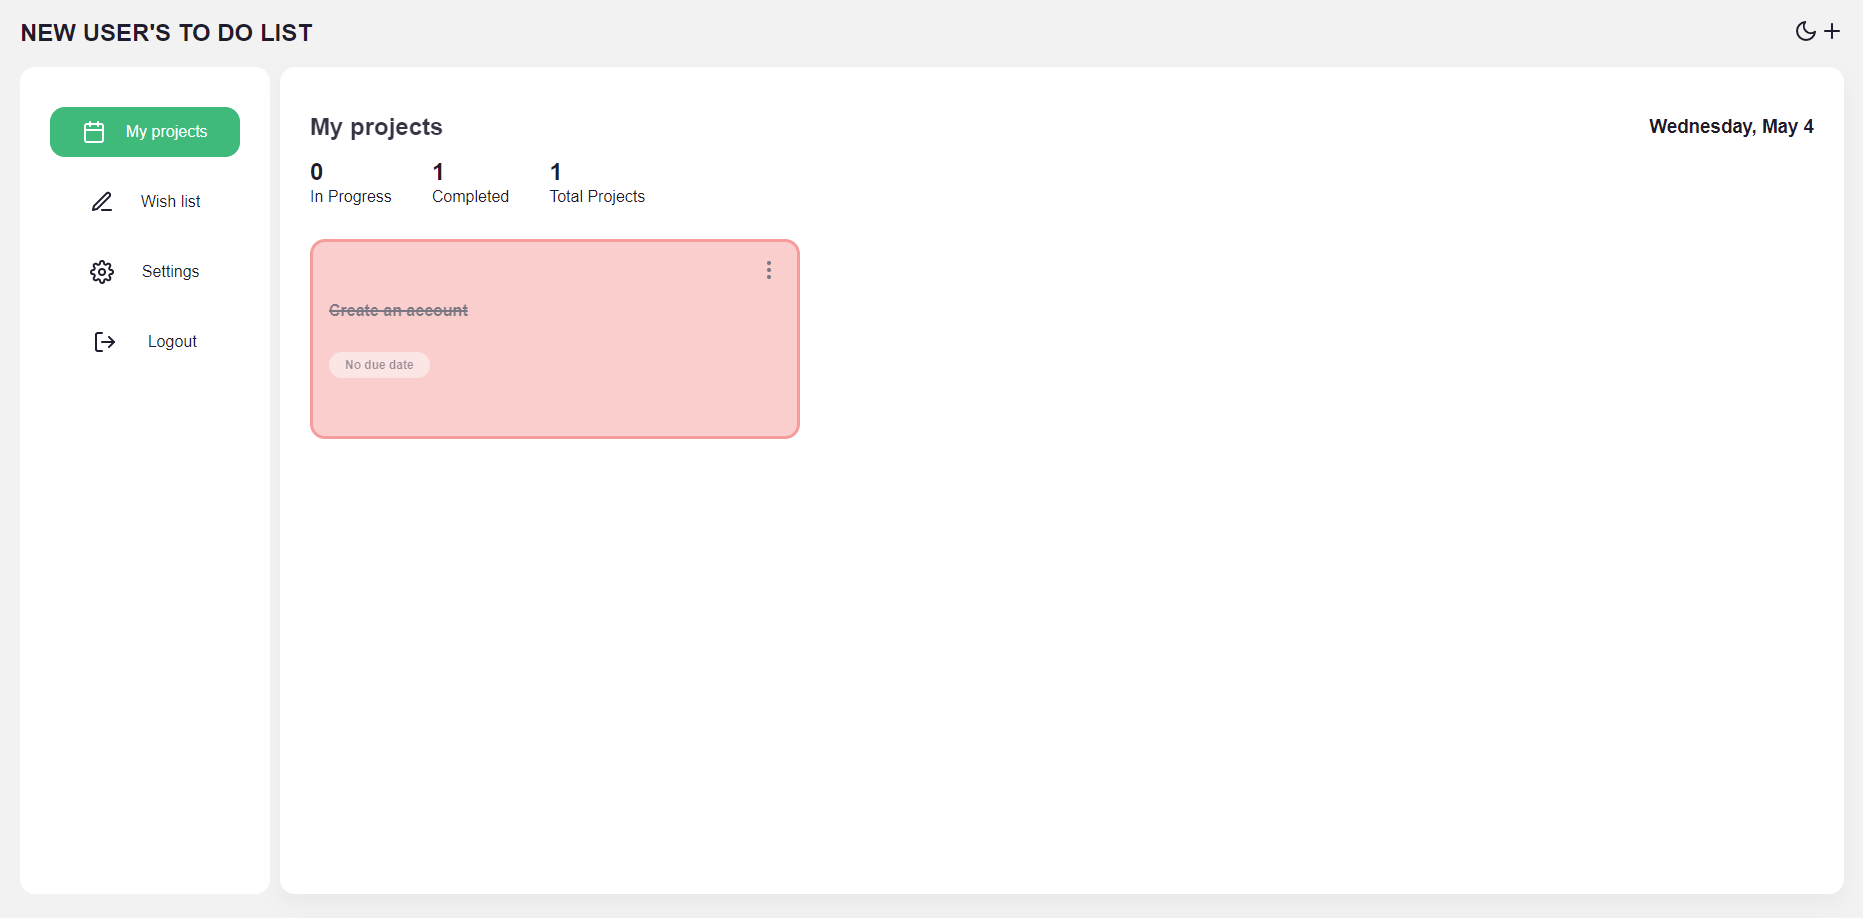 NEW USER'S TO DO LIST
My projects
Wish list
Settings
Logout
My projects
Wednesday, May 4
0
In Progress
1
Completed
1
Total Projects
Create an account
No due date